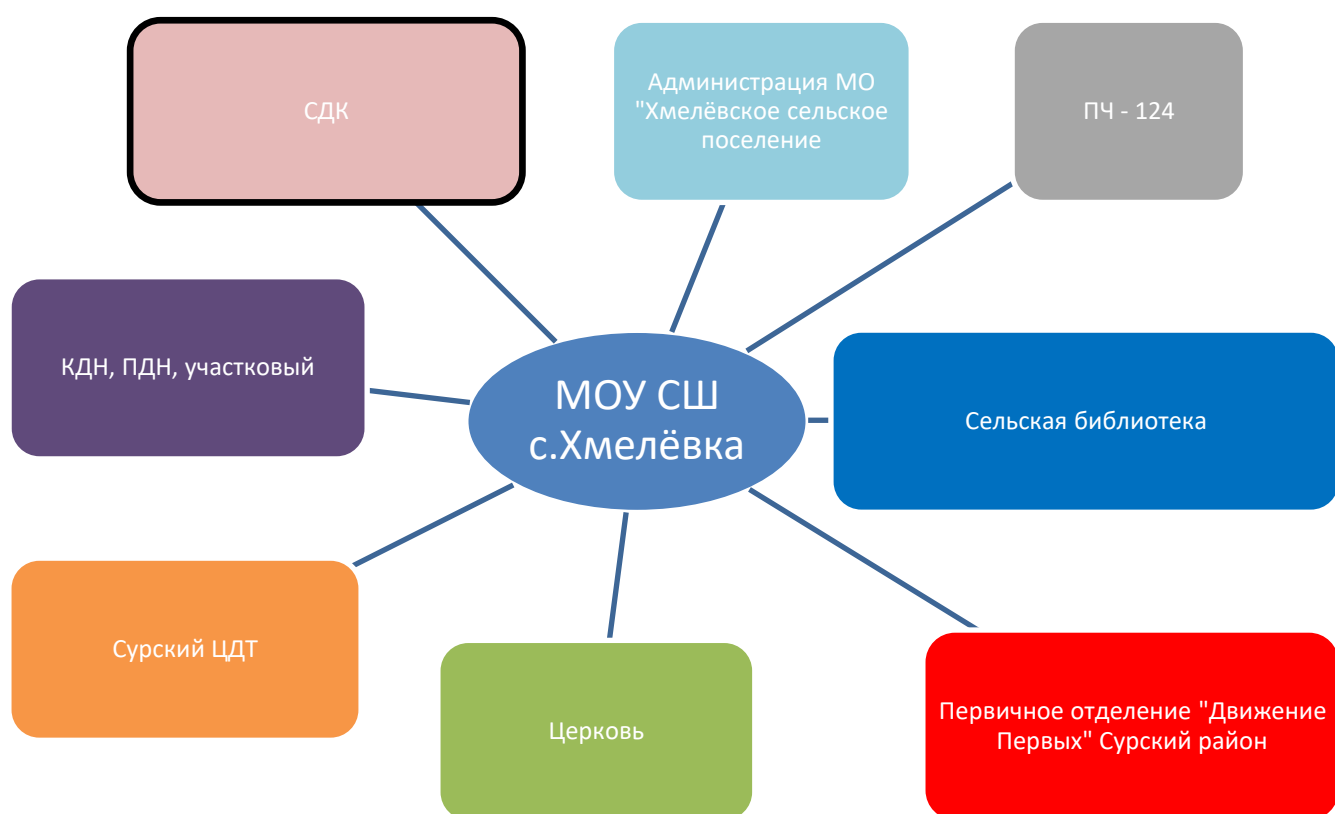 СДК
Администрация МО
"Хмелёвское сельское
поселение
ПЧ - 124
КДН, ПДН, участковый
МОУ СШ
с.Хмелёвка
Сельская библиотека
Сурский ЦДТ
Церковь
Первичное отделение "Движение
Первых" Сурский район